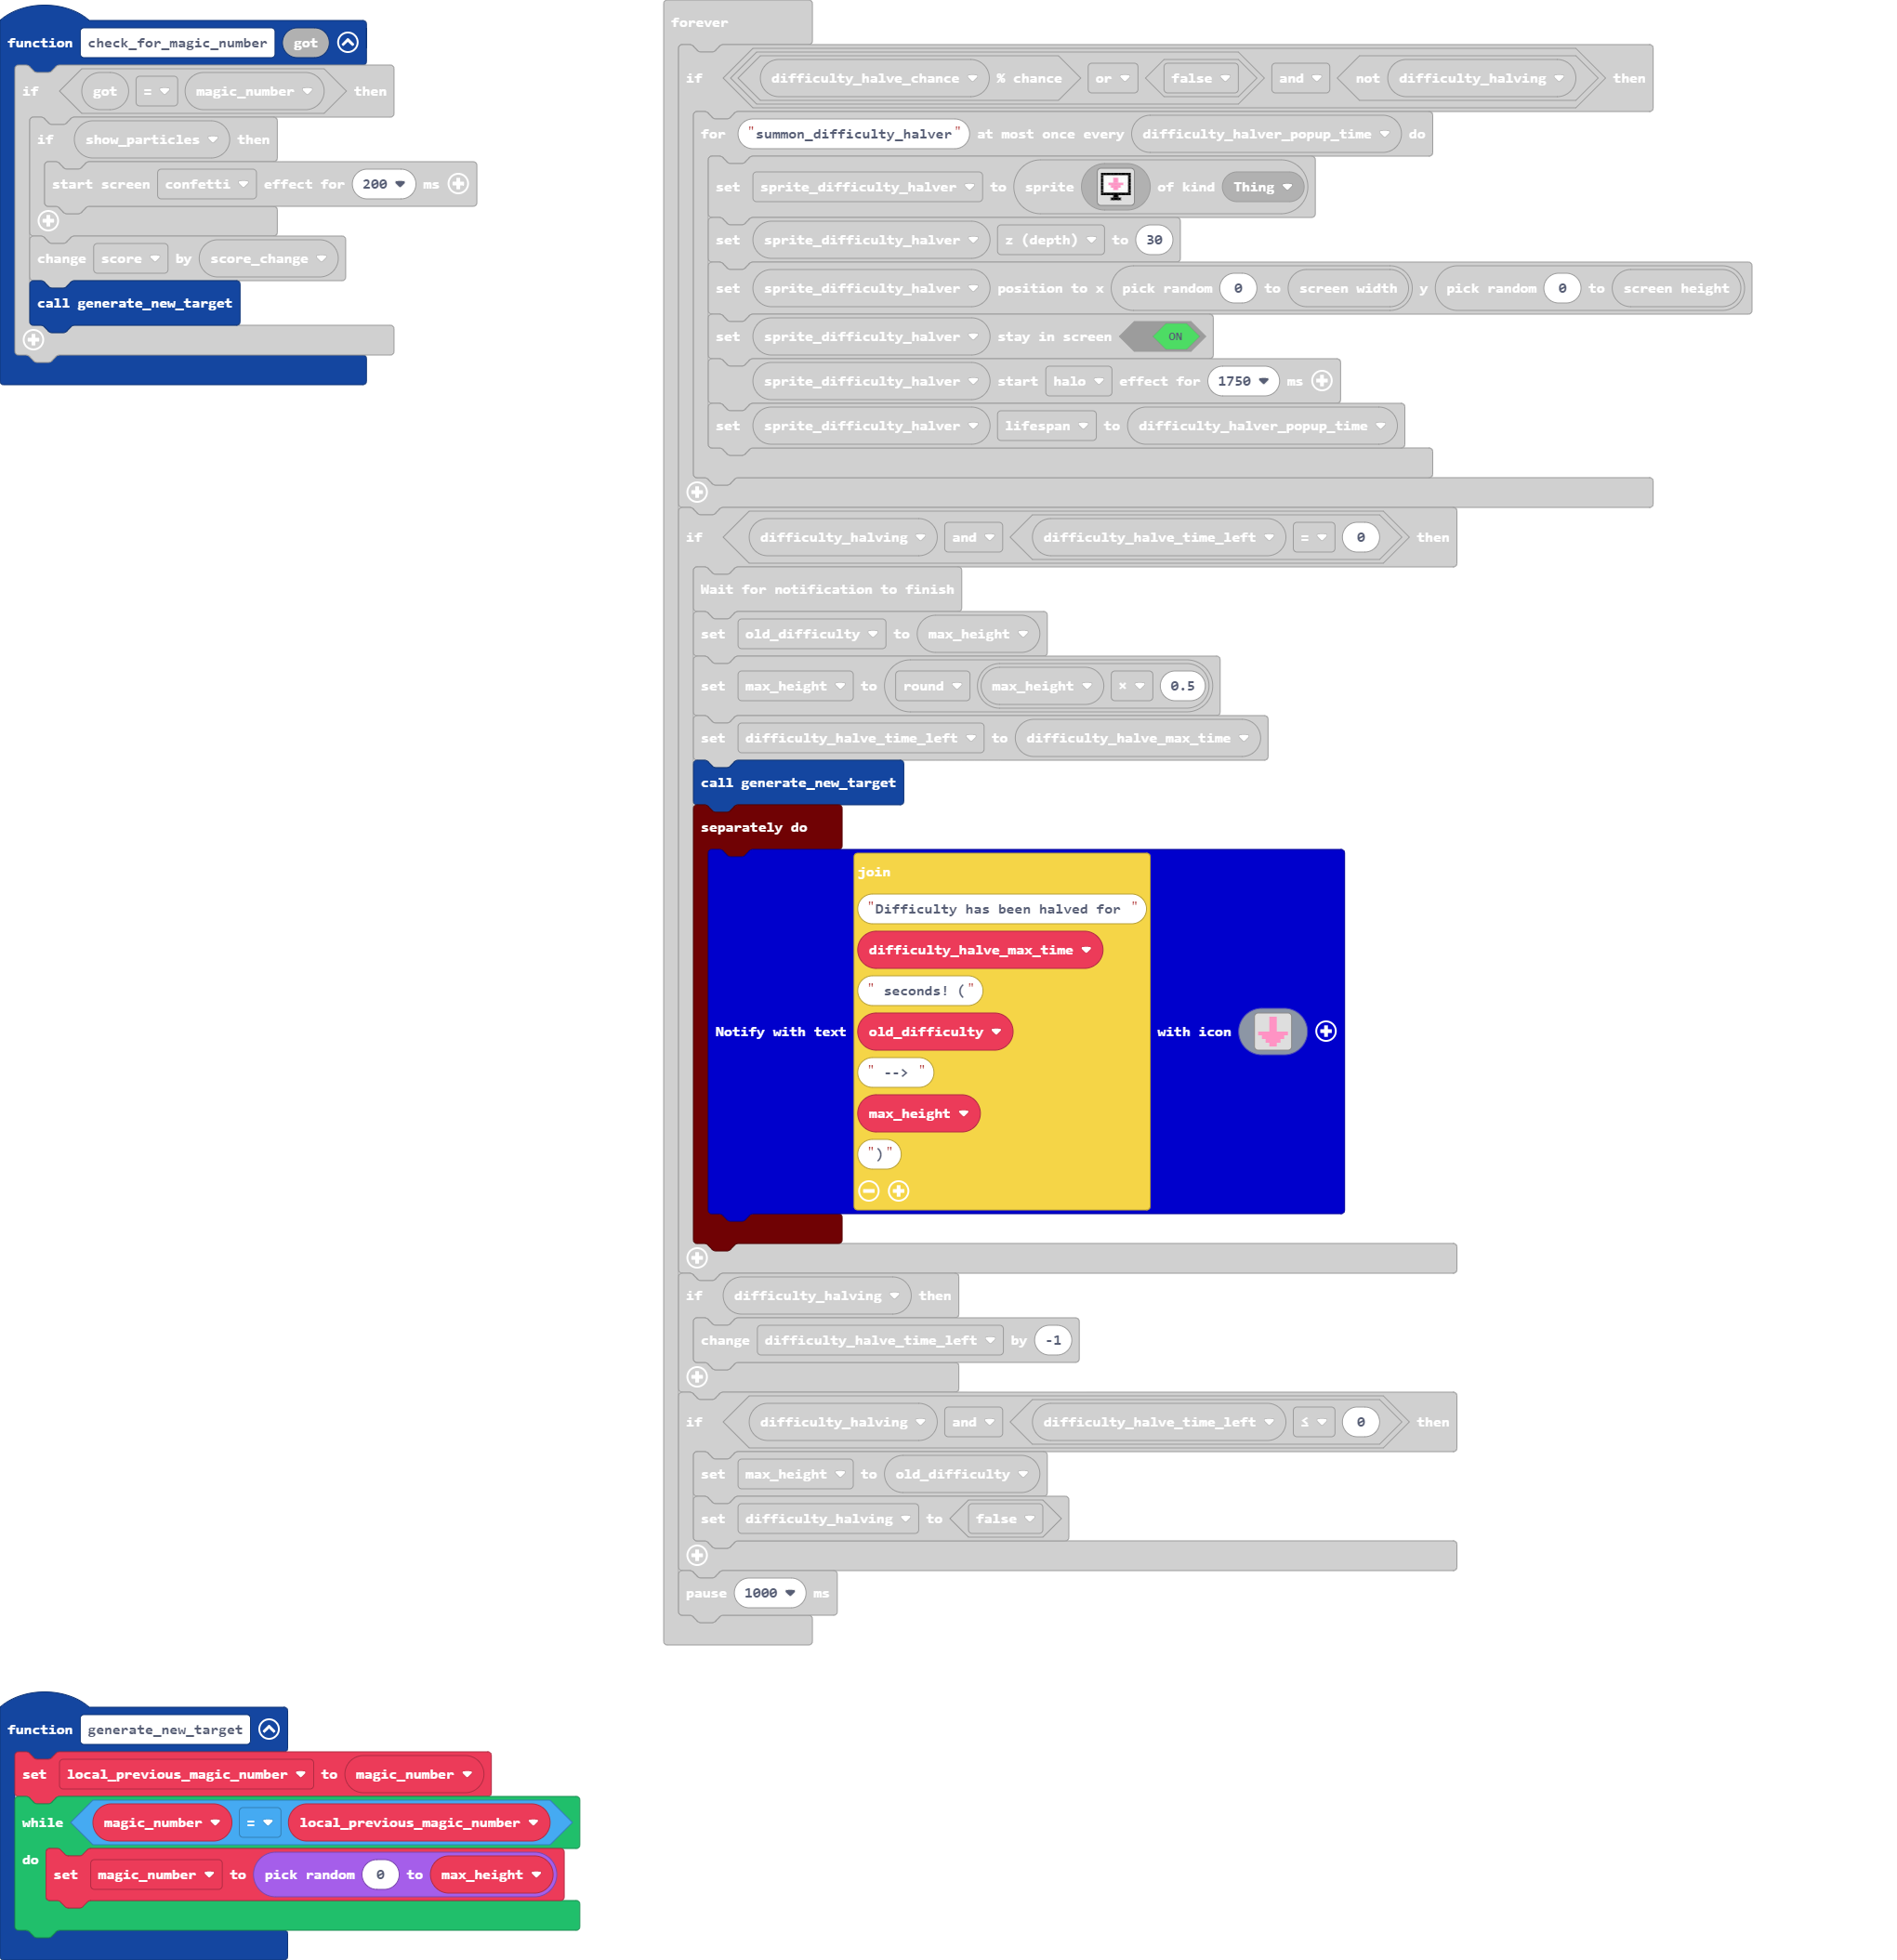 function check_for_magic_number got
if got = magic_number then
if show_particles then
start screen confetti effect for 200 ms
change score by score_change
call generate_new_target
forever
if difficulty_halve_chance % chance or false and not difficulty_halving then
for "summon_difficulty_halver" at most once every difficulty_halver_popup_time do
set sprite_difficulty_halver to sprite of kind Thing
set sprite_difficulty_halver z (depth) to 30
set sprite_difficulty_halver position to x pick random 0 to screen width y pick random 0 to screen height
set sprite_difficulty_halver stay in screen ON
sprite_difficulty_halver start halo effect for 1750 ms
set sprite_difficulty_halver lifespan to difficulty_halver_popup_time
if difficulty_halving and difficulty_halve_time_left = 0 then
Wait for notification to finish
set old_difficulty to max_height
set max_height to round max_height × 0.5
set difficulty_halve_time_left to difficulty_halve_max_time
call generate_new_target
separately do
join
"Difficulty has been halved for "
difficulty_halve_max_time
" seconds! ("
Notify with text old_difficulty with icon
" --> "
max_height
")"
if difficulty_halving then
change difficulty_halve_time_left by -1
if difficulty_halving and difficulty_halve_time_left ≤ 0 then
set max_height to old_difficulty
set difficulty_halving to false
pause 1000 ms
function generate_new_target
set local_previous_magic_number to magic_number
while magic_number = local_previous_magic_number
do set magic_number to pick random 0 to max_height